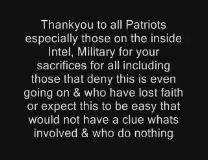 Thankyou to all Patriots
especially those on the inside
Intel, Military for your
sacrifices for all including
those that deny this is even
going on & who have lost faith
or expect this to be easy that
would not have a clue whats
involved & who do nothing